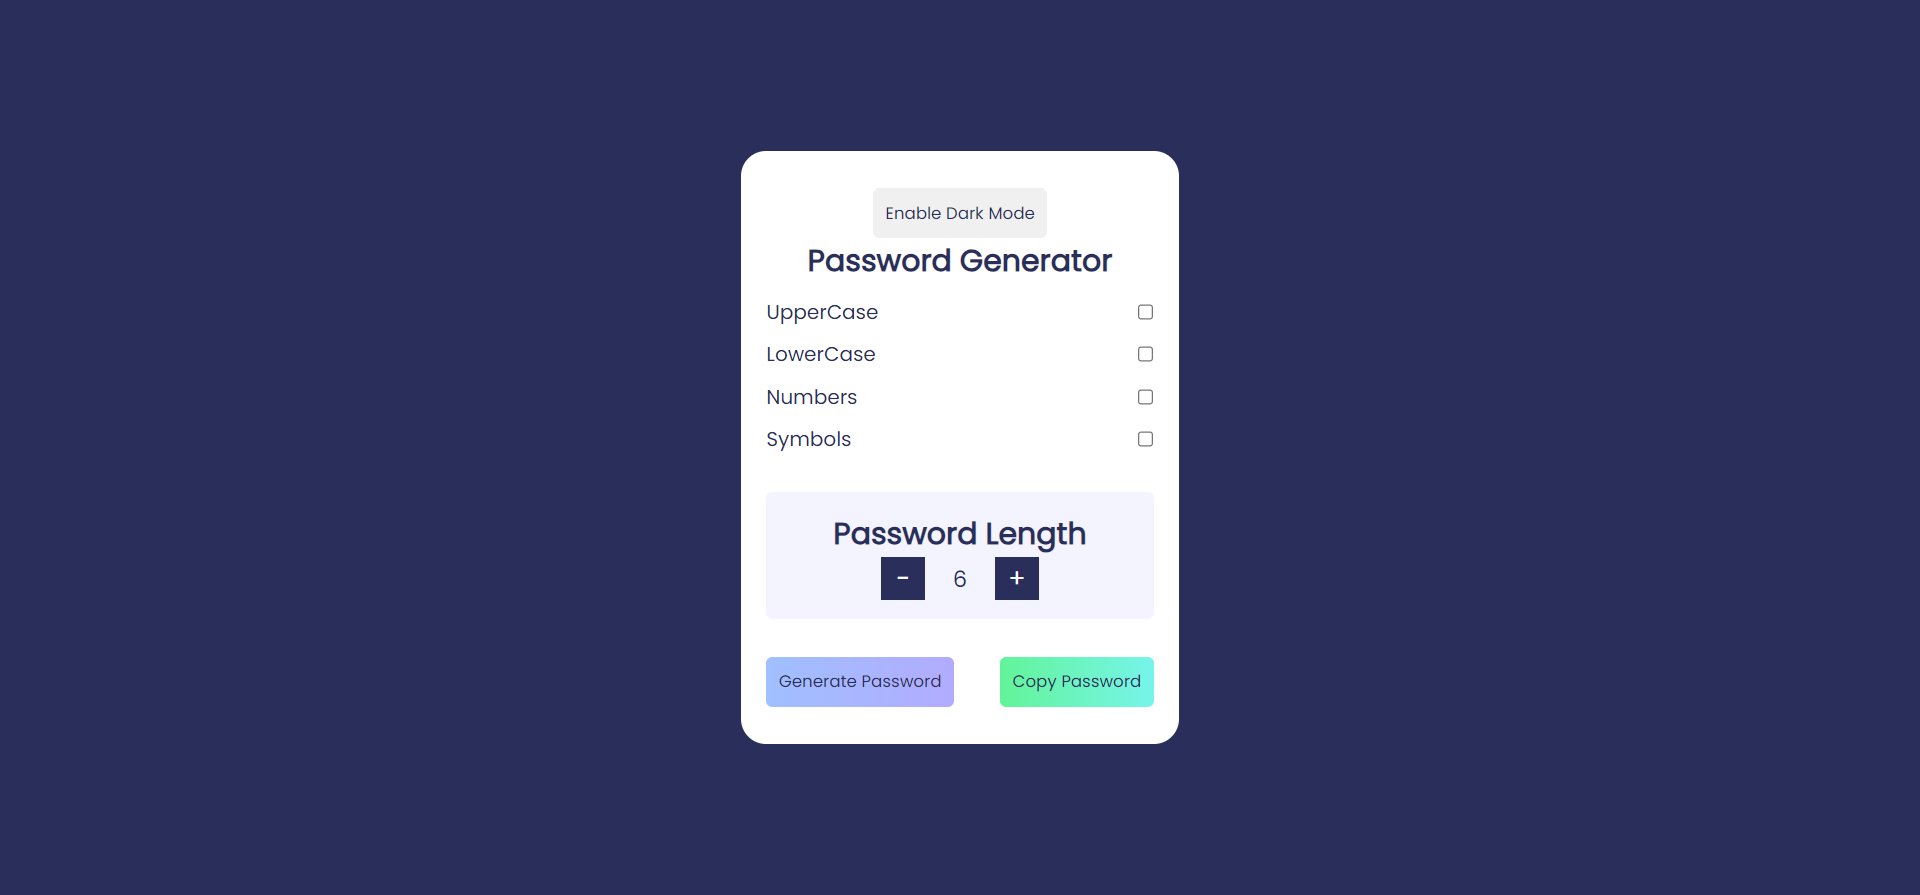 Enable Dark Mode
Password Generator
UpperCase
LowerCase
Numbers
Symbols
Password Length
- 6 +
Generate Password Copy Password